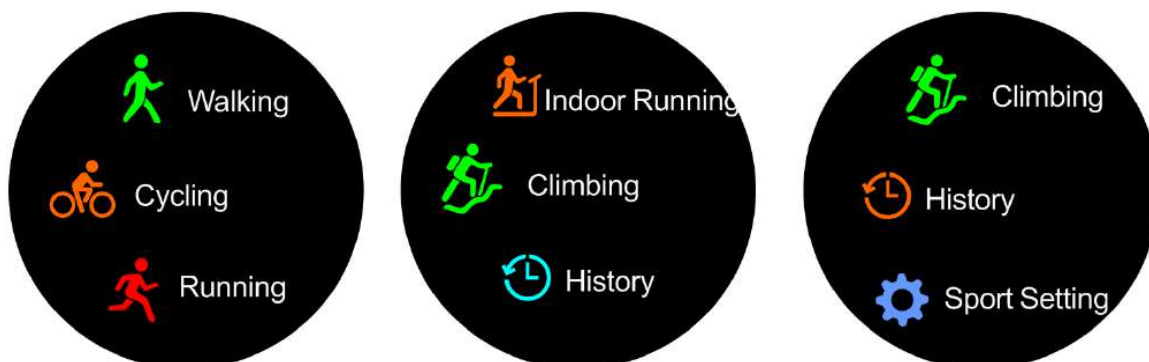 Walking
Cycling
Running
Indoor Running
Climbing
History
Climbing
History
Sport Setting